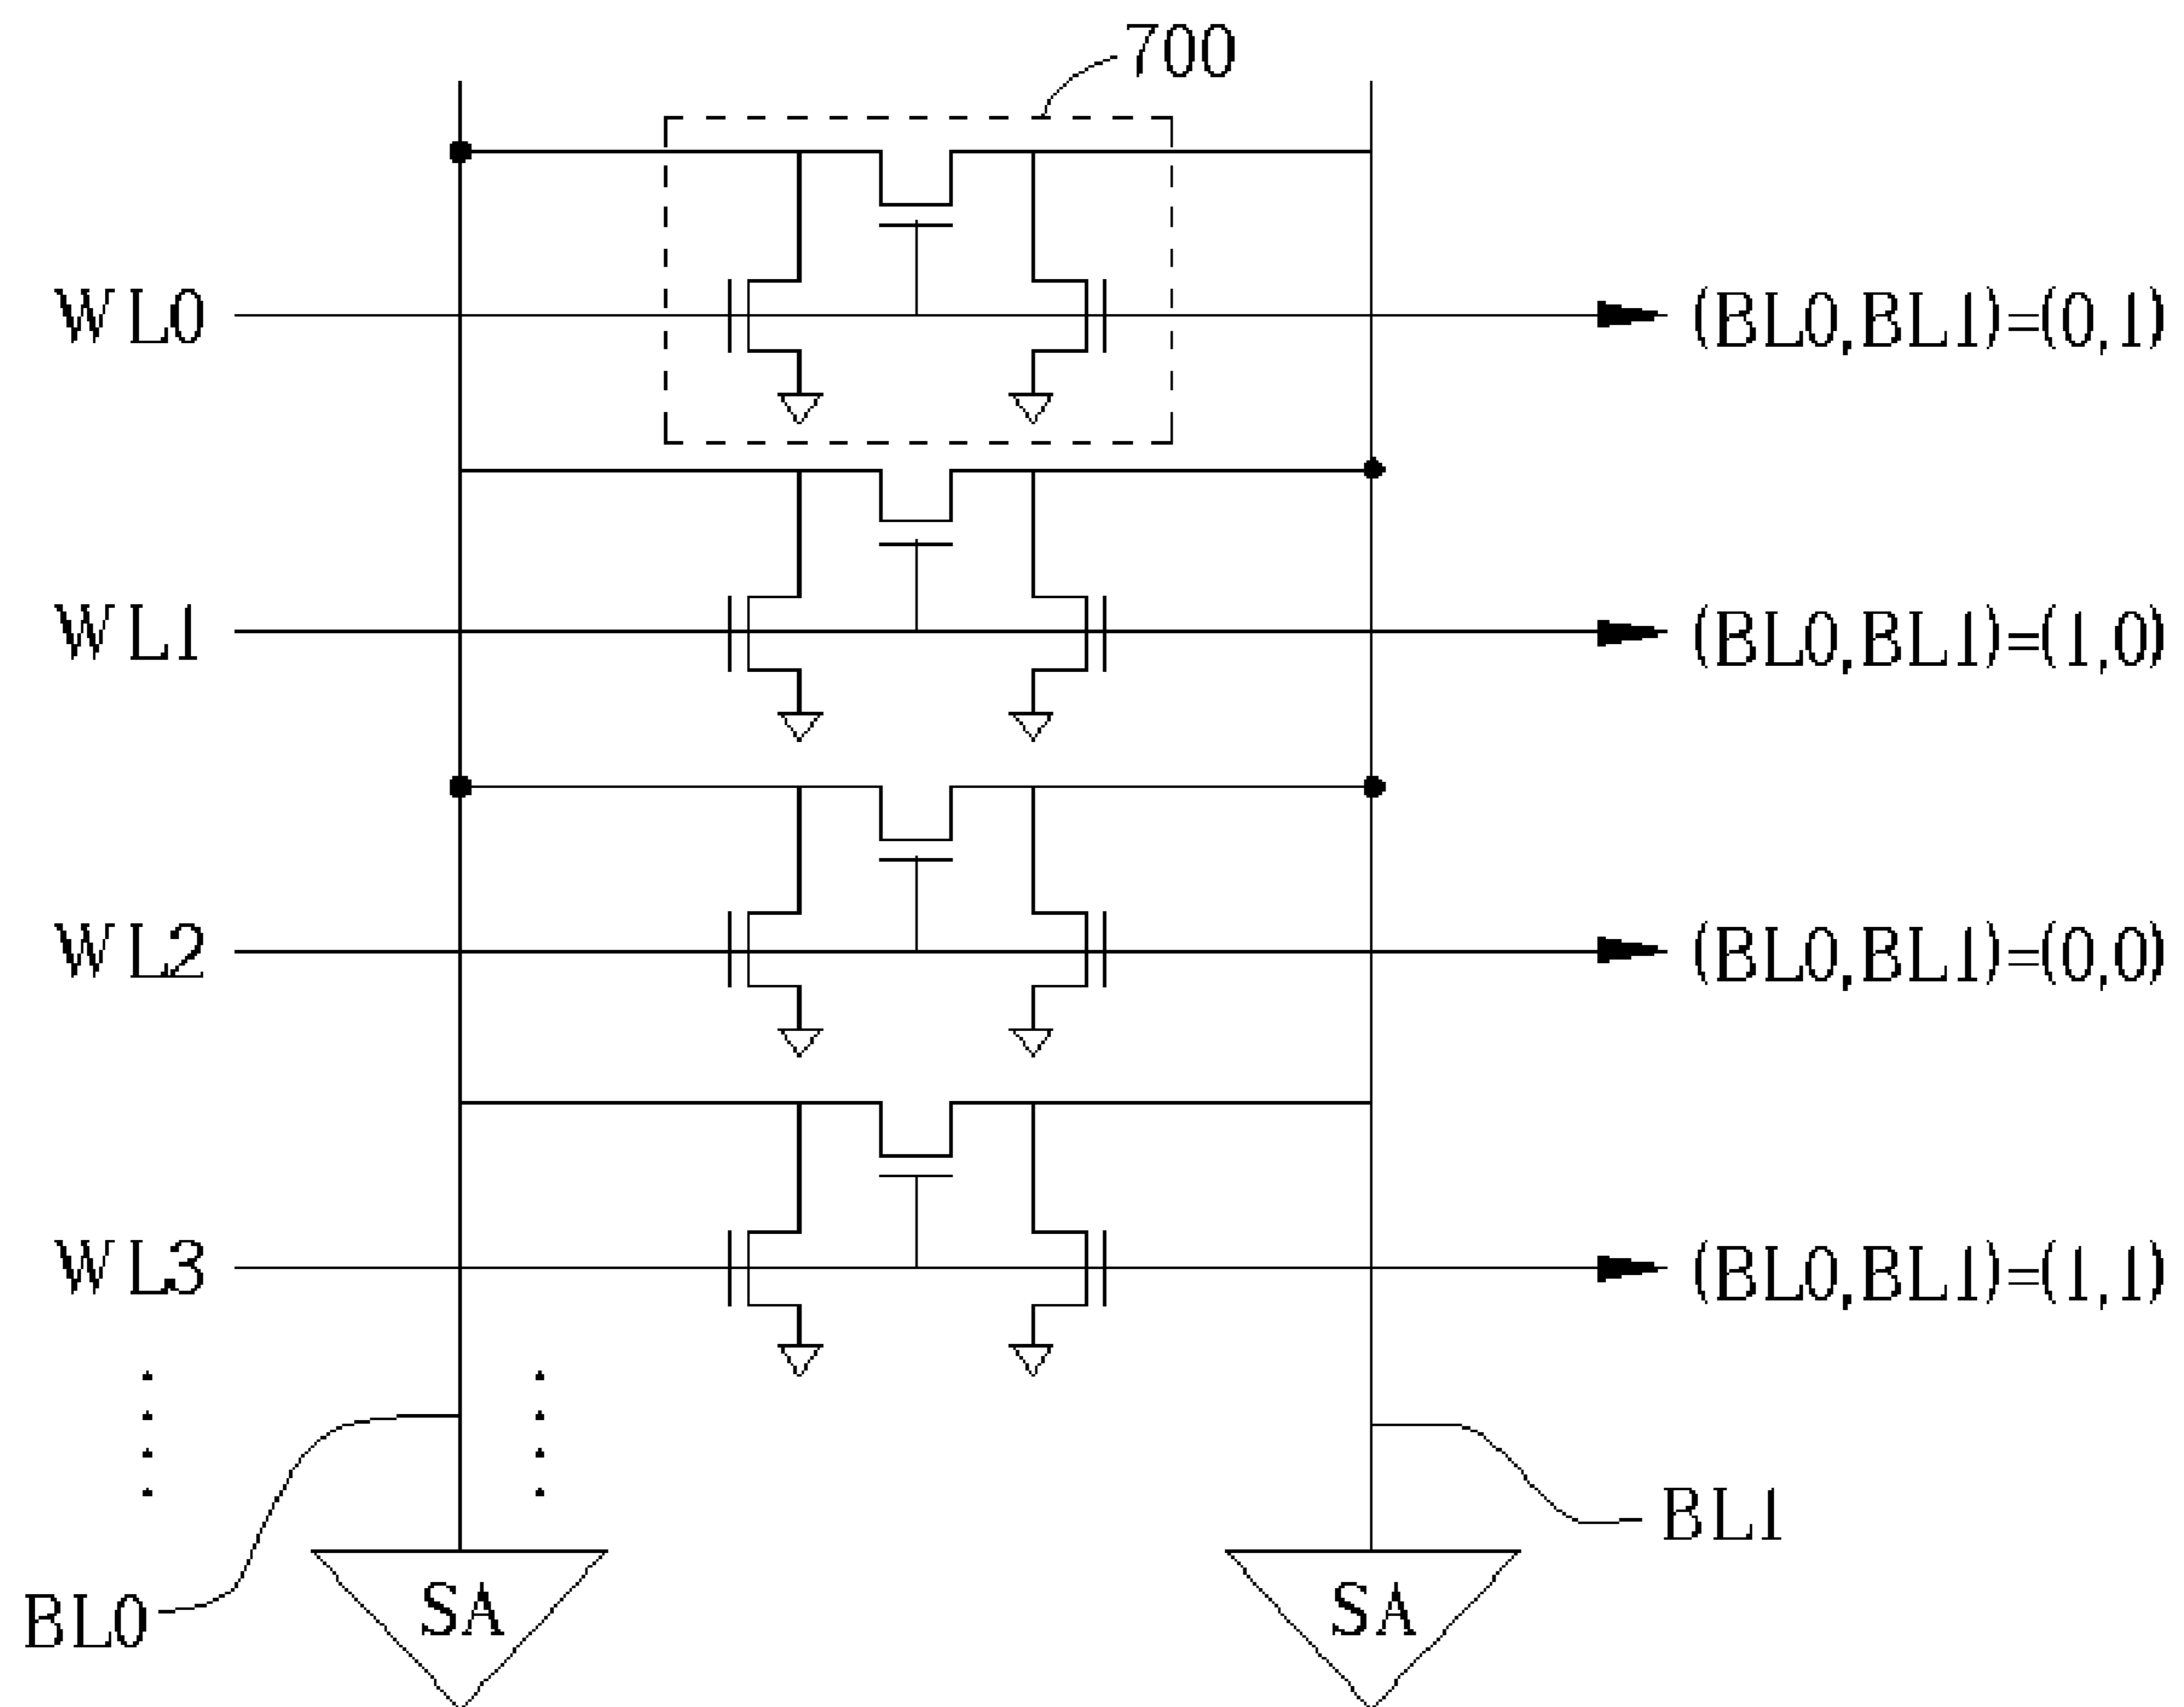 700
WL0 (BL0,BL1)=(0,1)
WL1 (BL0,BL1)=(1,0)
WL2 (BL0,BL1)=(0,0)
WL3 (BL0,BL1)=(1,1)
BL1
SA SA
BL0